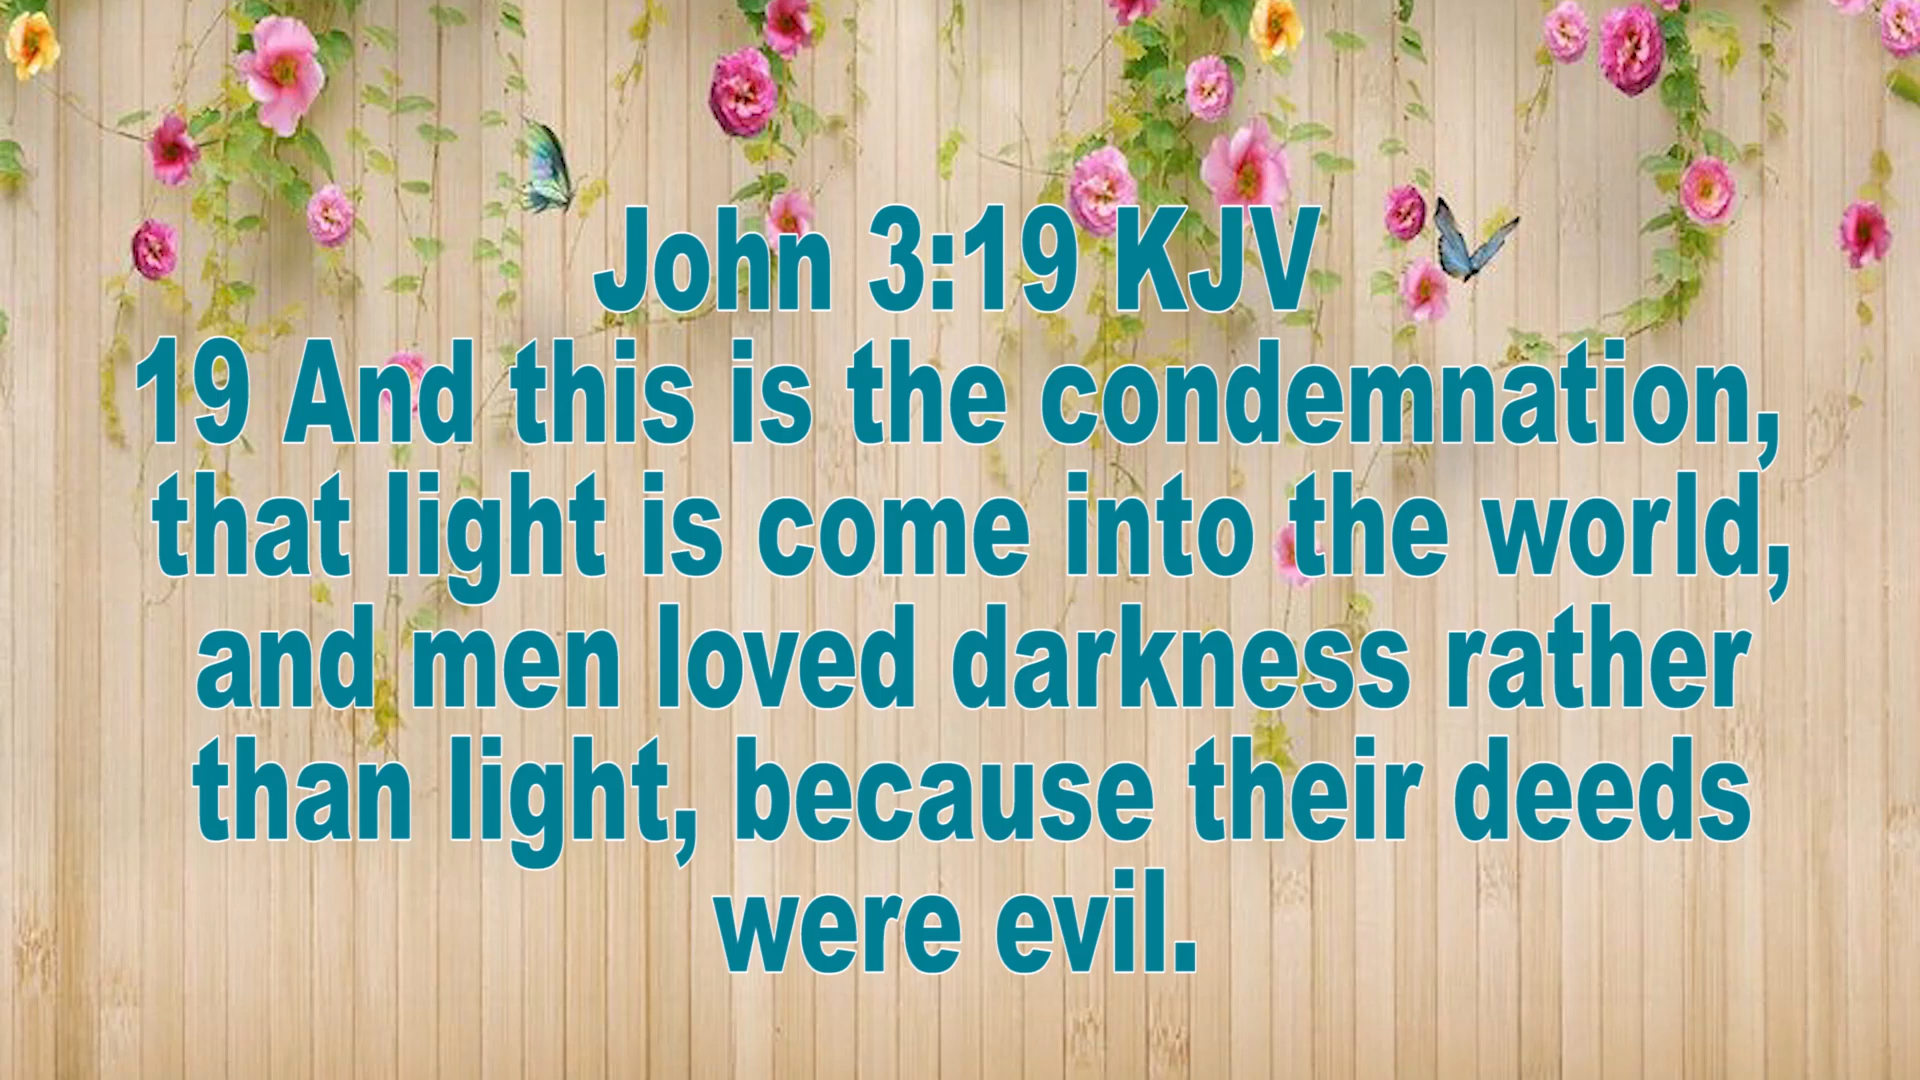 John 3:19 KJV
19 And this is the condemnation,
that light is come into the world,
and men loved darkness rather
than light, because their deeds
were evil.